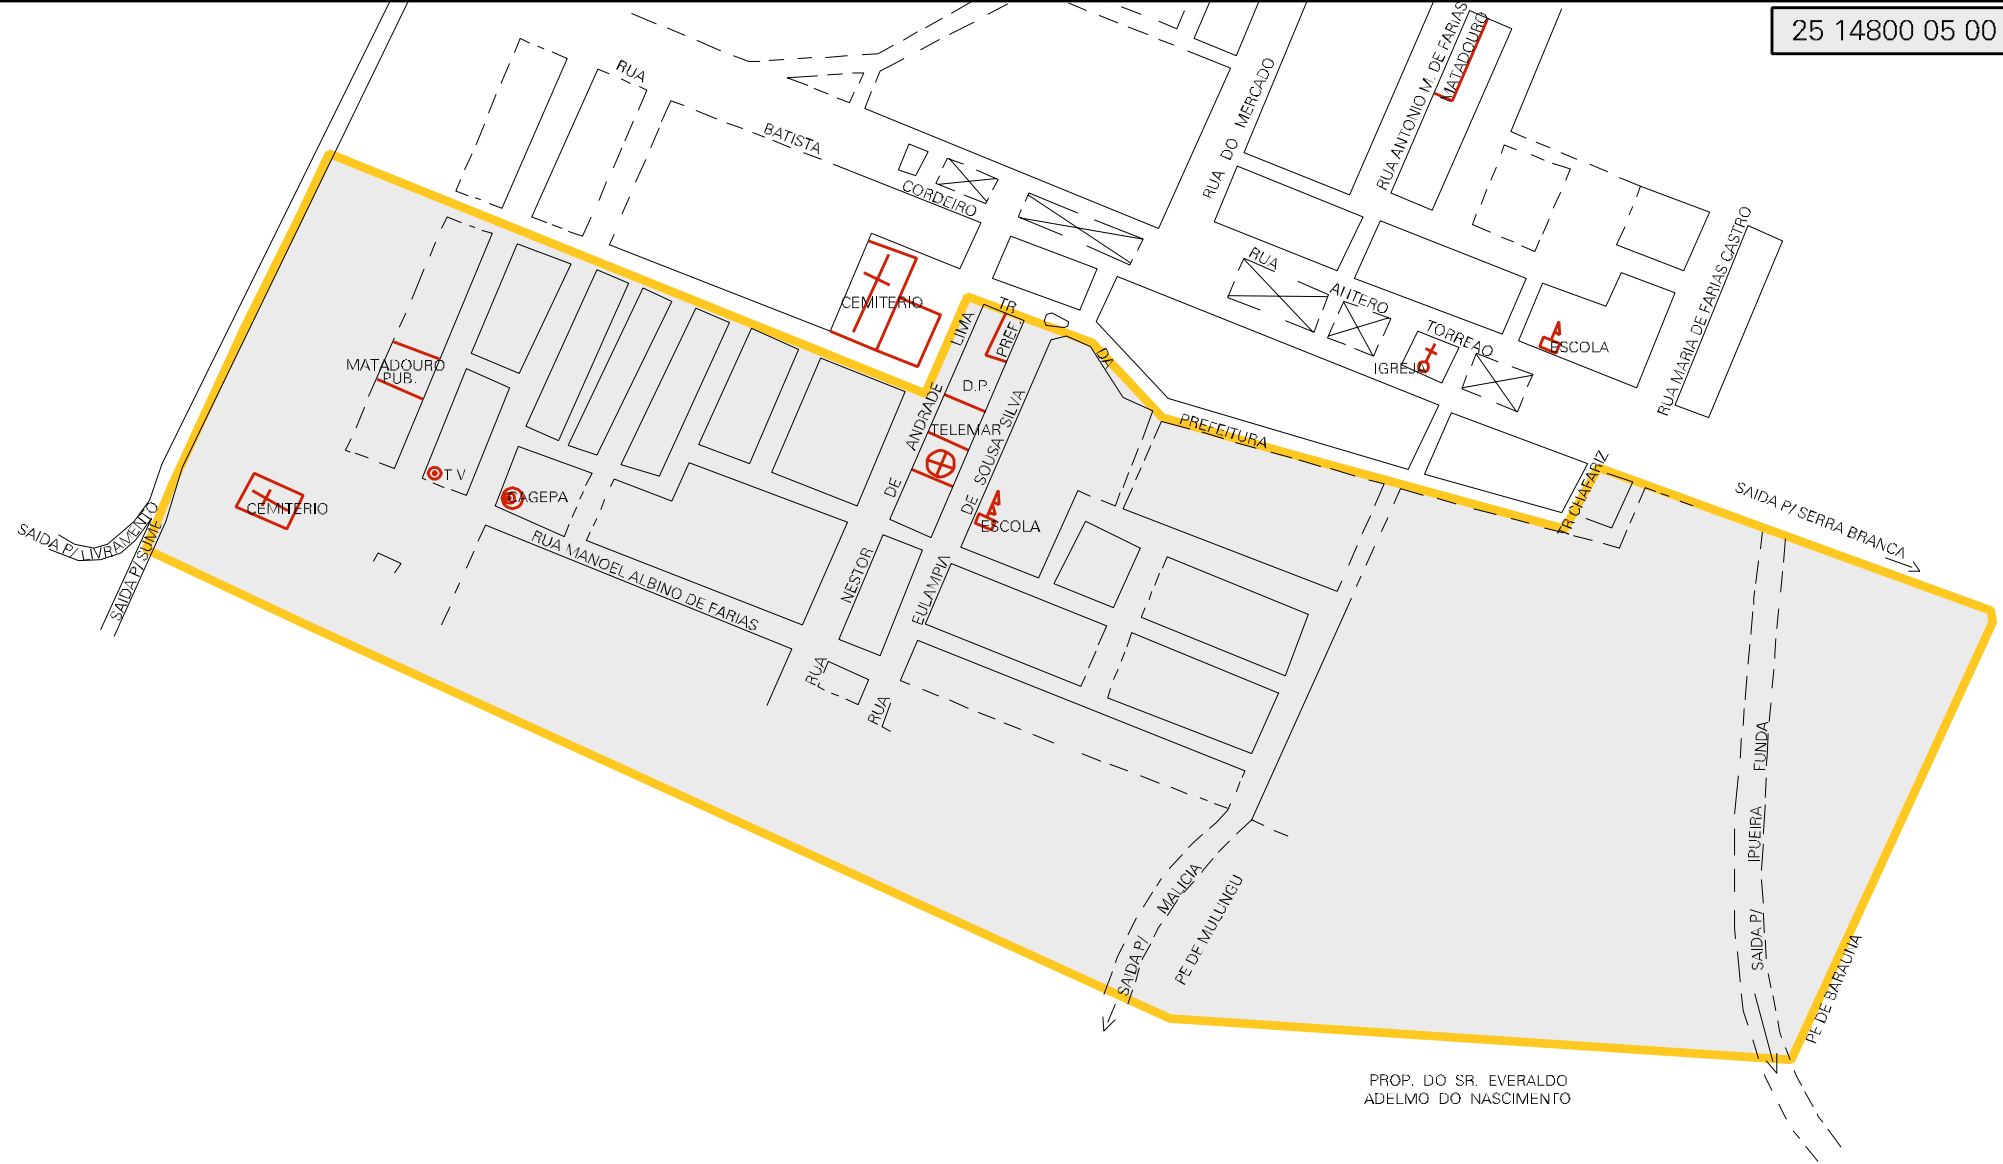 25 14800 05 00
RUA BATISTA CORDEIRO
RUA DO MERCADO
RUA ANTONIO M. DE FARIAS
MATADOURO
RUA MARIA DE FARIAS CASTRO
CEMITERIO
RUA ANTERO TORREAO
IGREJA
ESCOLA
TR DA PREFEITURA
TR CHAFARIZ
SAIDA P/ SERRA BRANCA
MATADOURO
PUB.
T V
CAGEPA
CEMITERIO
SAIDA P/ LIVRAMENTO
SAIDA P/ SUME
PREF.
D.P.
TELEMAR
ESCOLA
RUA MANOEL ALBINO DE FARIAS
RUA NESTOR DE ANDRADE LIMA
RUA EULAMPIA DE SOUSA SILVA
SAIDA P/ MALICIA
PE DE MULUNGU
SAIDA P/ IPUEIRA FUNDA
PE DE BARAUNA
PROP. DO SR. EVERALDO
ADELMO DO NASCIMENTO